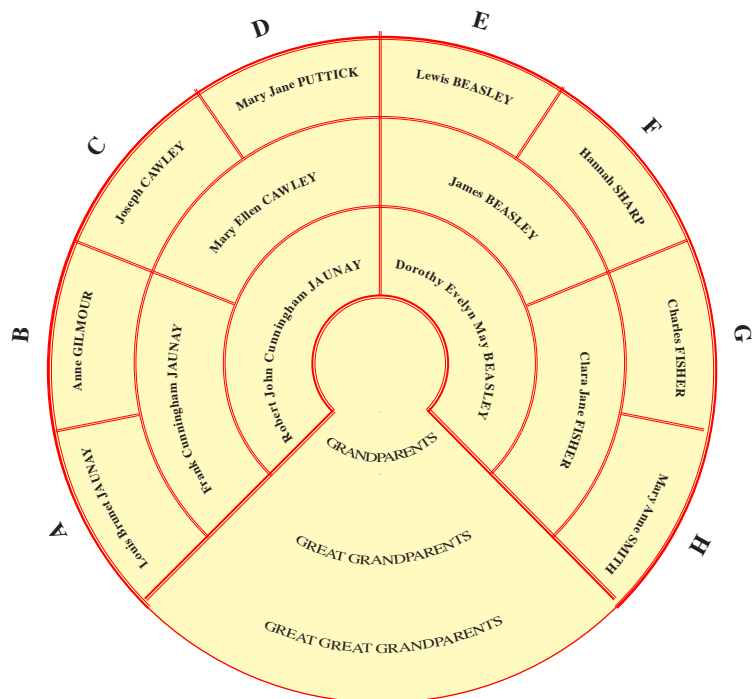 A
B
C
D
E
F
G
H
Louis Brunet JAUNAY
Anne GILMOUR
Joseph CAWLEY
Mary Jane PUTTICK
Lewis BEASLEY
Hannah SHARP
Charles FISHER
Mary Anne SMITH
Frank Cunningham JAUNAY
Mary Ellen CAWLEY
James BEASLEY
Clara Jane FISHER
Robert John Cunningham JAUNAY
Dorothy Evelyn May BEASLEY
GRANDPARENTS
GREAT GRANDPARENTS
GREAT GREAT GRANDPARENTS